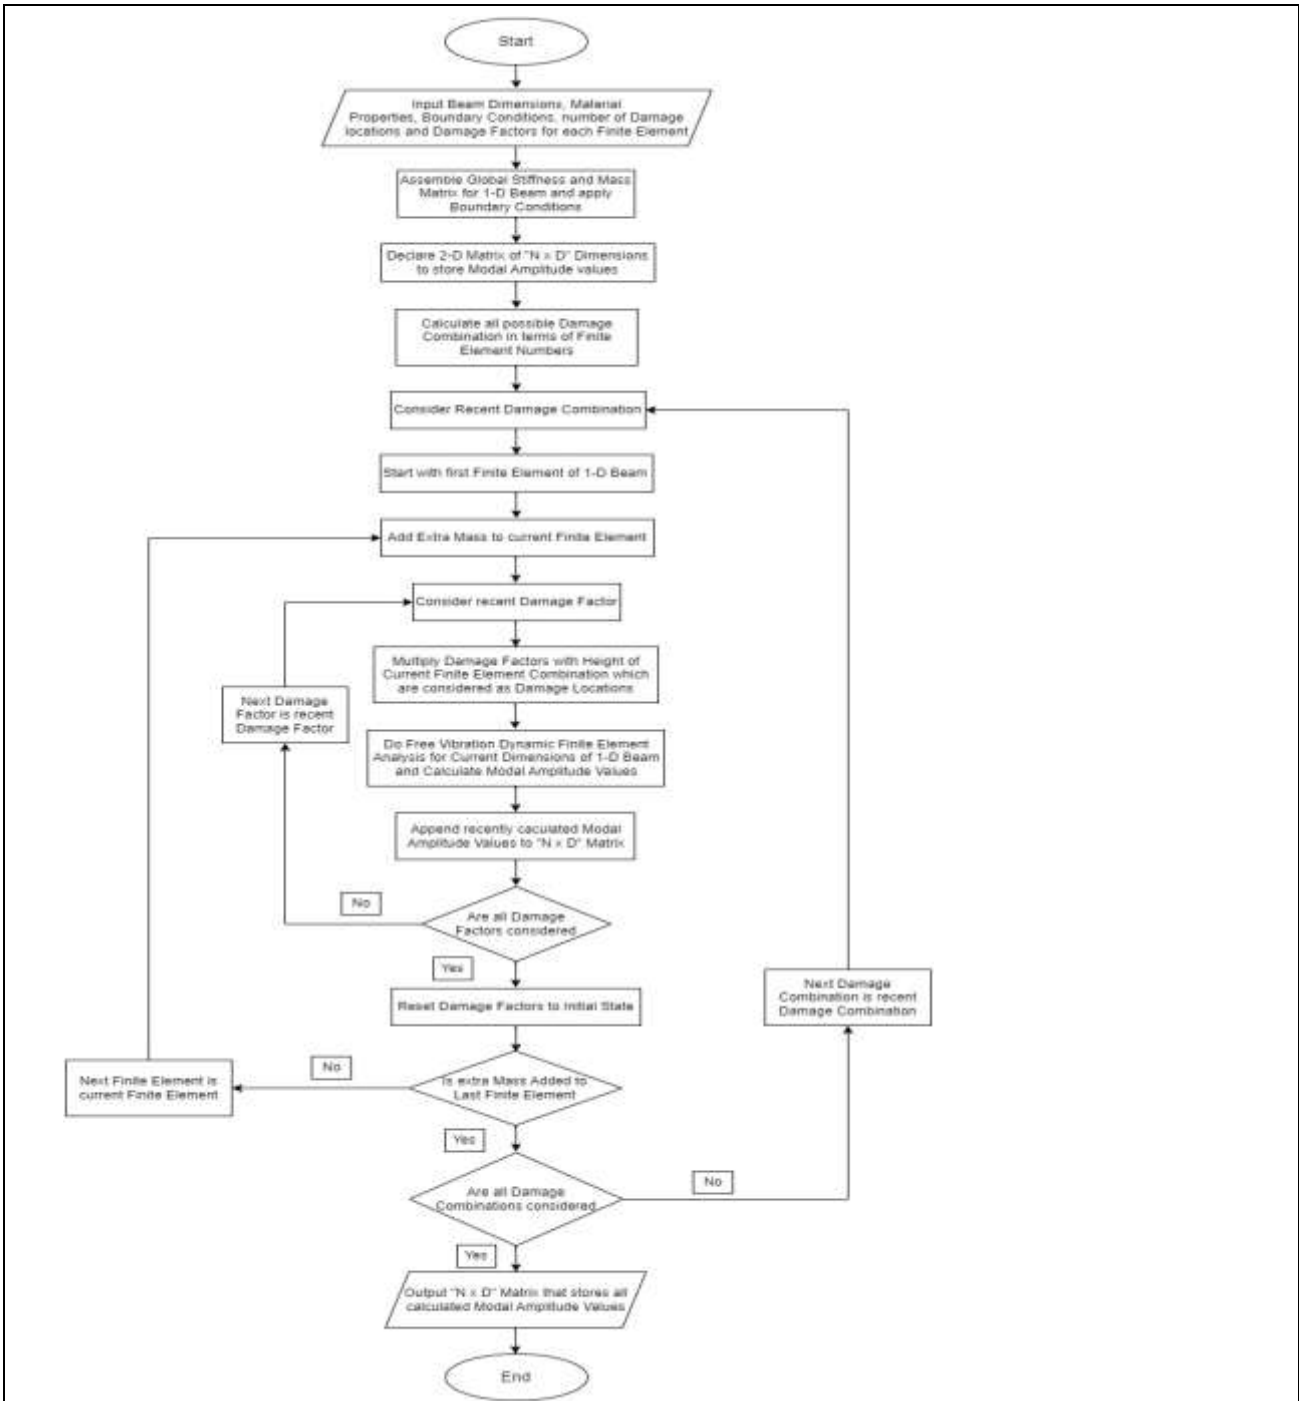 Start
Input Beam Dimensions, Material
Properties, Boundary Conditions, number of Damage
locations and Damage Factors for each Finite Element
Assemble Global Stiffness and Mass
Matrix for 1-D Beam and apply
Boundary Conditions
Declare 2-D Matrix of "N x D" Dimensions
to store Modal Amplitude values
Calculate all possible Damage
Combination in terms of Finite
Element Numbers
Consider Recent Damage Combination
Start with first Finite Element of 1-D Beam
Add Extra Mass to current Finite Element
Consider recent Damage Factor
Multiply Damage Factors with Height of
Current Finite Element Combination which
are considered as Damage Locations
Next Damage
Factor is recent
Damage Factor
Do Free Vibration Dynamic Finite Element
Analysis for Current Dimensions of 1-D Beam
and Calculate Modal Amplitude Values
Append recently caculated Modal
Amplitude Values to "N x D" Matrix
No
Are all Damage
Factors considered
Yes
Reset Damage Factors to Initial State
Next Damage
Combination is recent
Damage Combination
No
Is extra Mass Added to
Last Finite Element
Next Finite Element is
current Finite Element
Yes
Are all Damage
Combinations considered
No
Yes
Output "N x D" Matrix that stores all
calculated Modal Amplitude Values
End